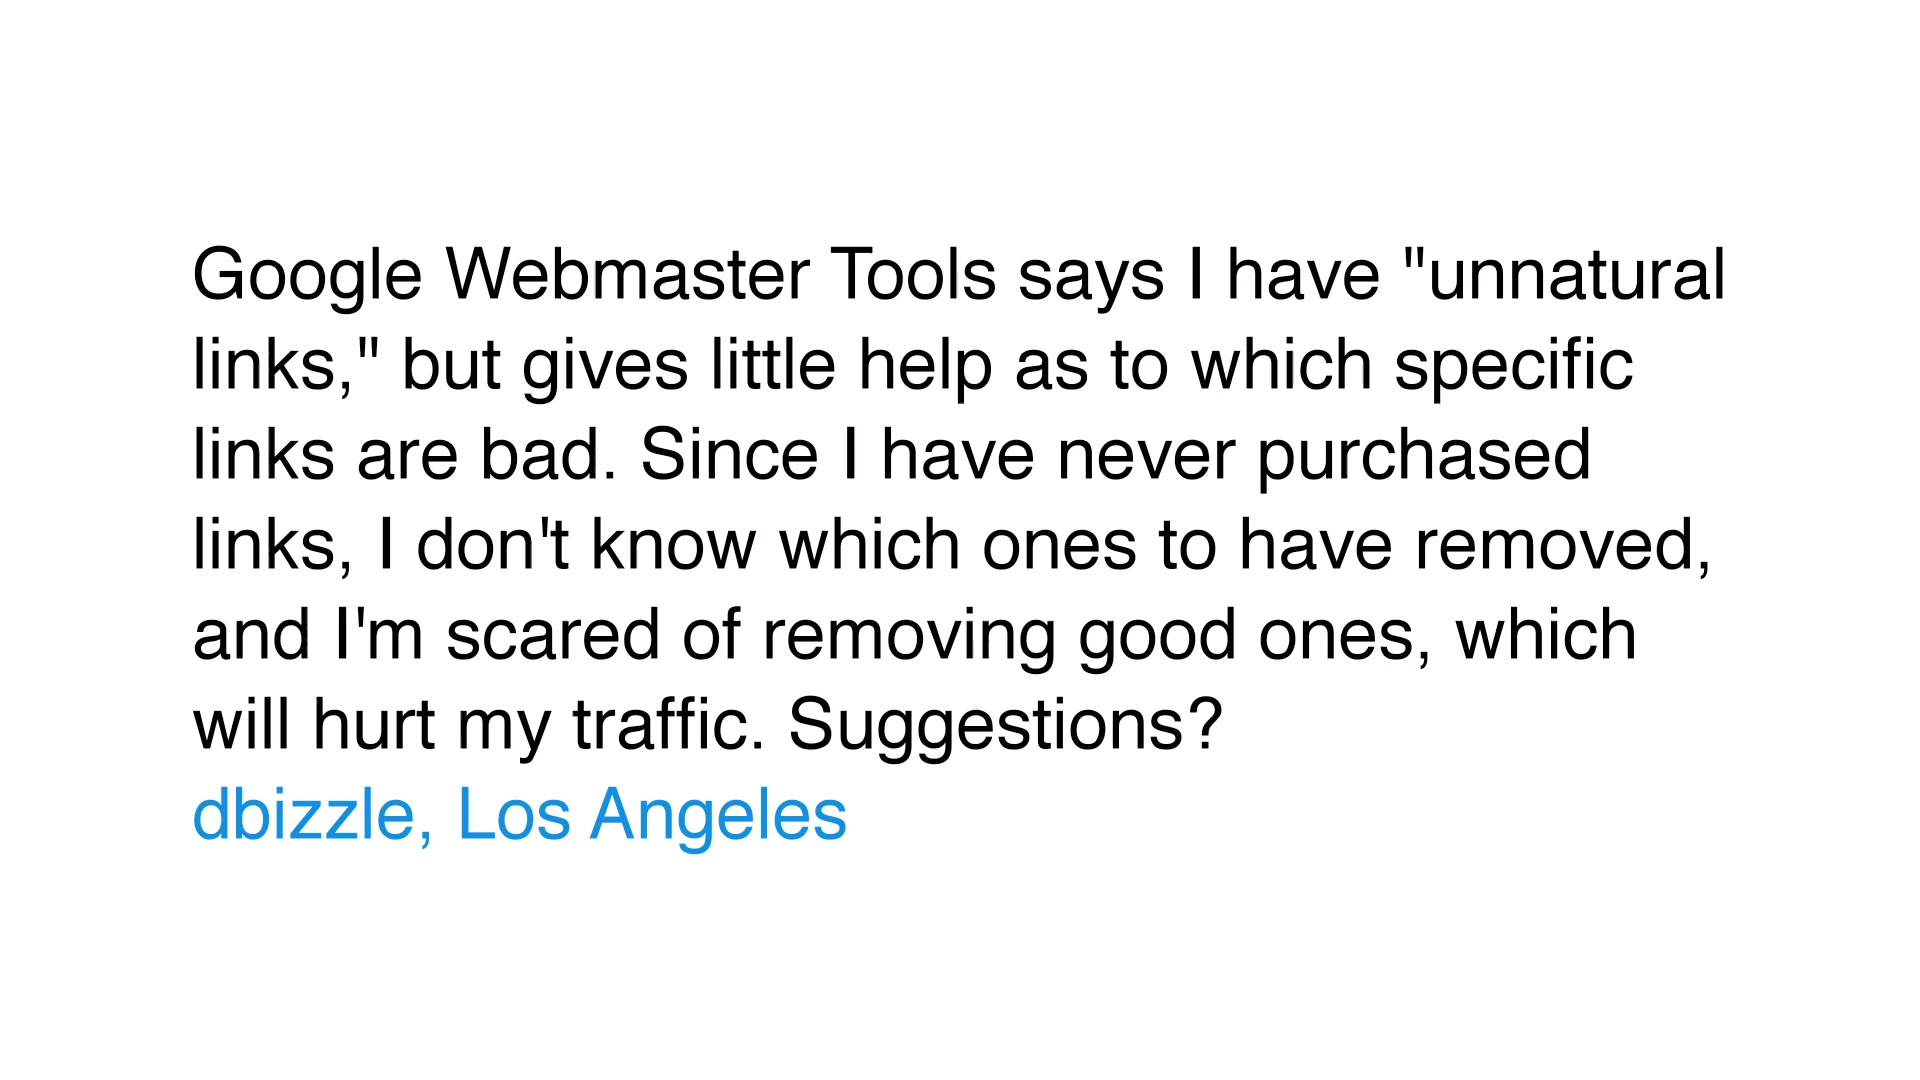 Google Webmaster Tools says I have "unnatural
links," but gives little help as to which specific
links are bad. Since I have never purchased
links, I don't know which ones to have removed,
and I'm scared of removing good ones, which
will hurt my traffic. Suggestions?
dbizzle, Los Angeles